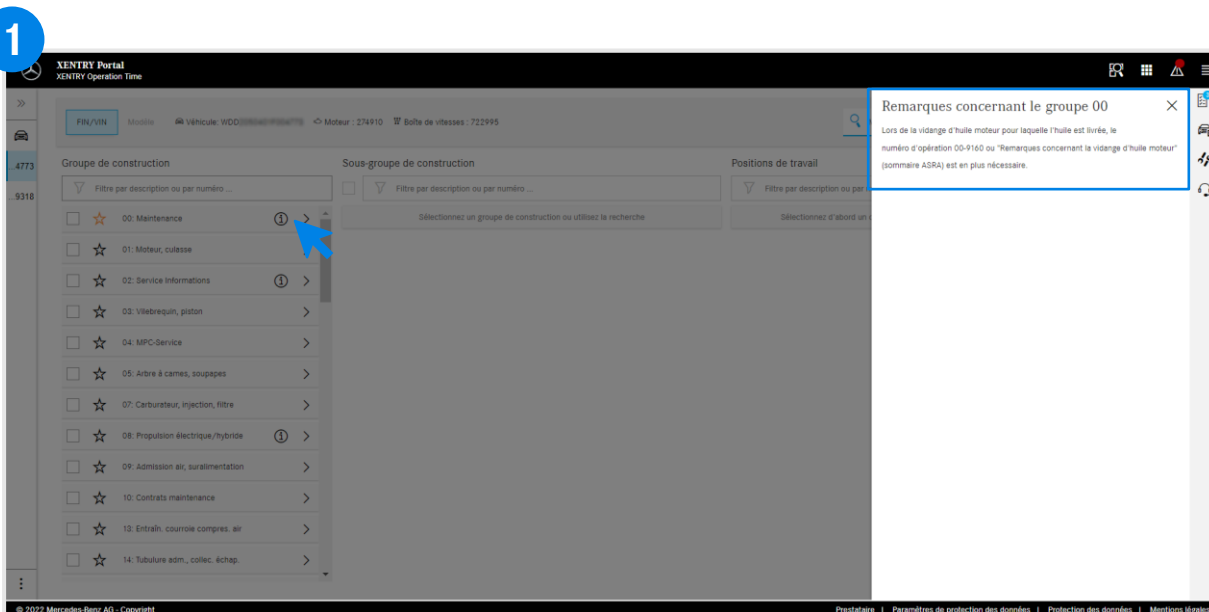 1
XENTRY Portal
XENTRY Operation Time
FIN/VIN Modèle Véhicule: WDD Moteur : 274910 Boîte de vitesses : 722995
Remarques concernant le groupe 00
Lors de la vidange d'huile moteur pour laquelle l'huile est livrée, le
numéro d'opération 00-9160 ou "Remarques concernant la vidange d'huile moteur"
(sommaire ASRA) est en plus nécessaire.
...4773
...9318
Groupe de construction
Filtre par description ou par numéro ...
00: Maintenance
01: Moteur, culasse
02: Service Informations
03: Vilebrequin, piston
04: MPC-Service
05: Arbre à cames, soupapes
07: Carburateur, injection, filtre
08: Propulsion électrique/hybride
09: Admission air, suralimentation
10: Contrats maintenance
13: Entraîn. courroie compres. air
14: Tubulure adm., collec. échap.
Sous-groupe de construction
Filtre par description ou par numéro ...
Sélectionnez un groupe de construction ou utilisez la recherche
Positions de travail
Filtre par description ou par
Sélectionnez d'abord un
© 2022 Mercedes-Benz AG - Copyright
Prestataire | Paramètres de protection des données | Protection des données | Mentions légales